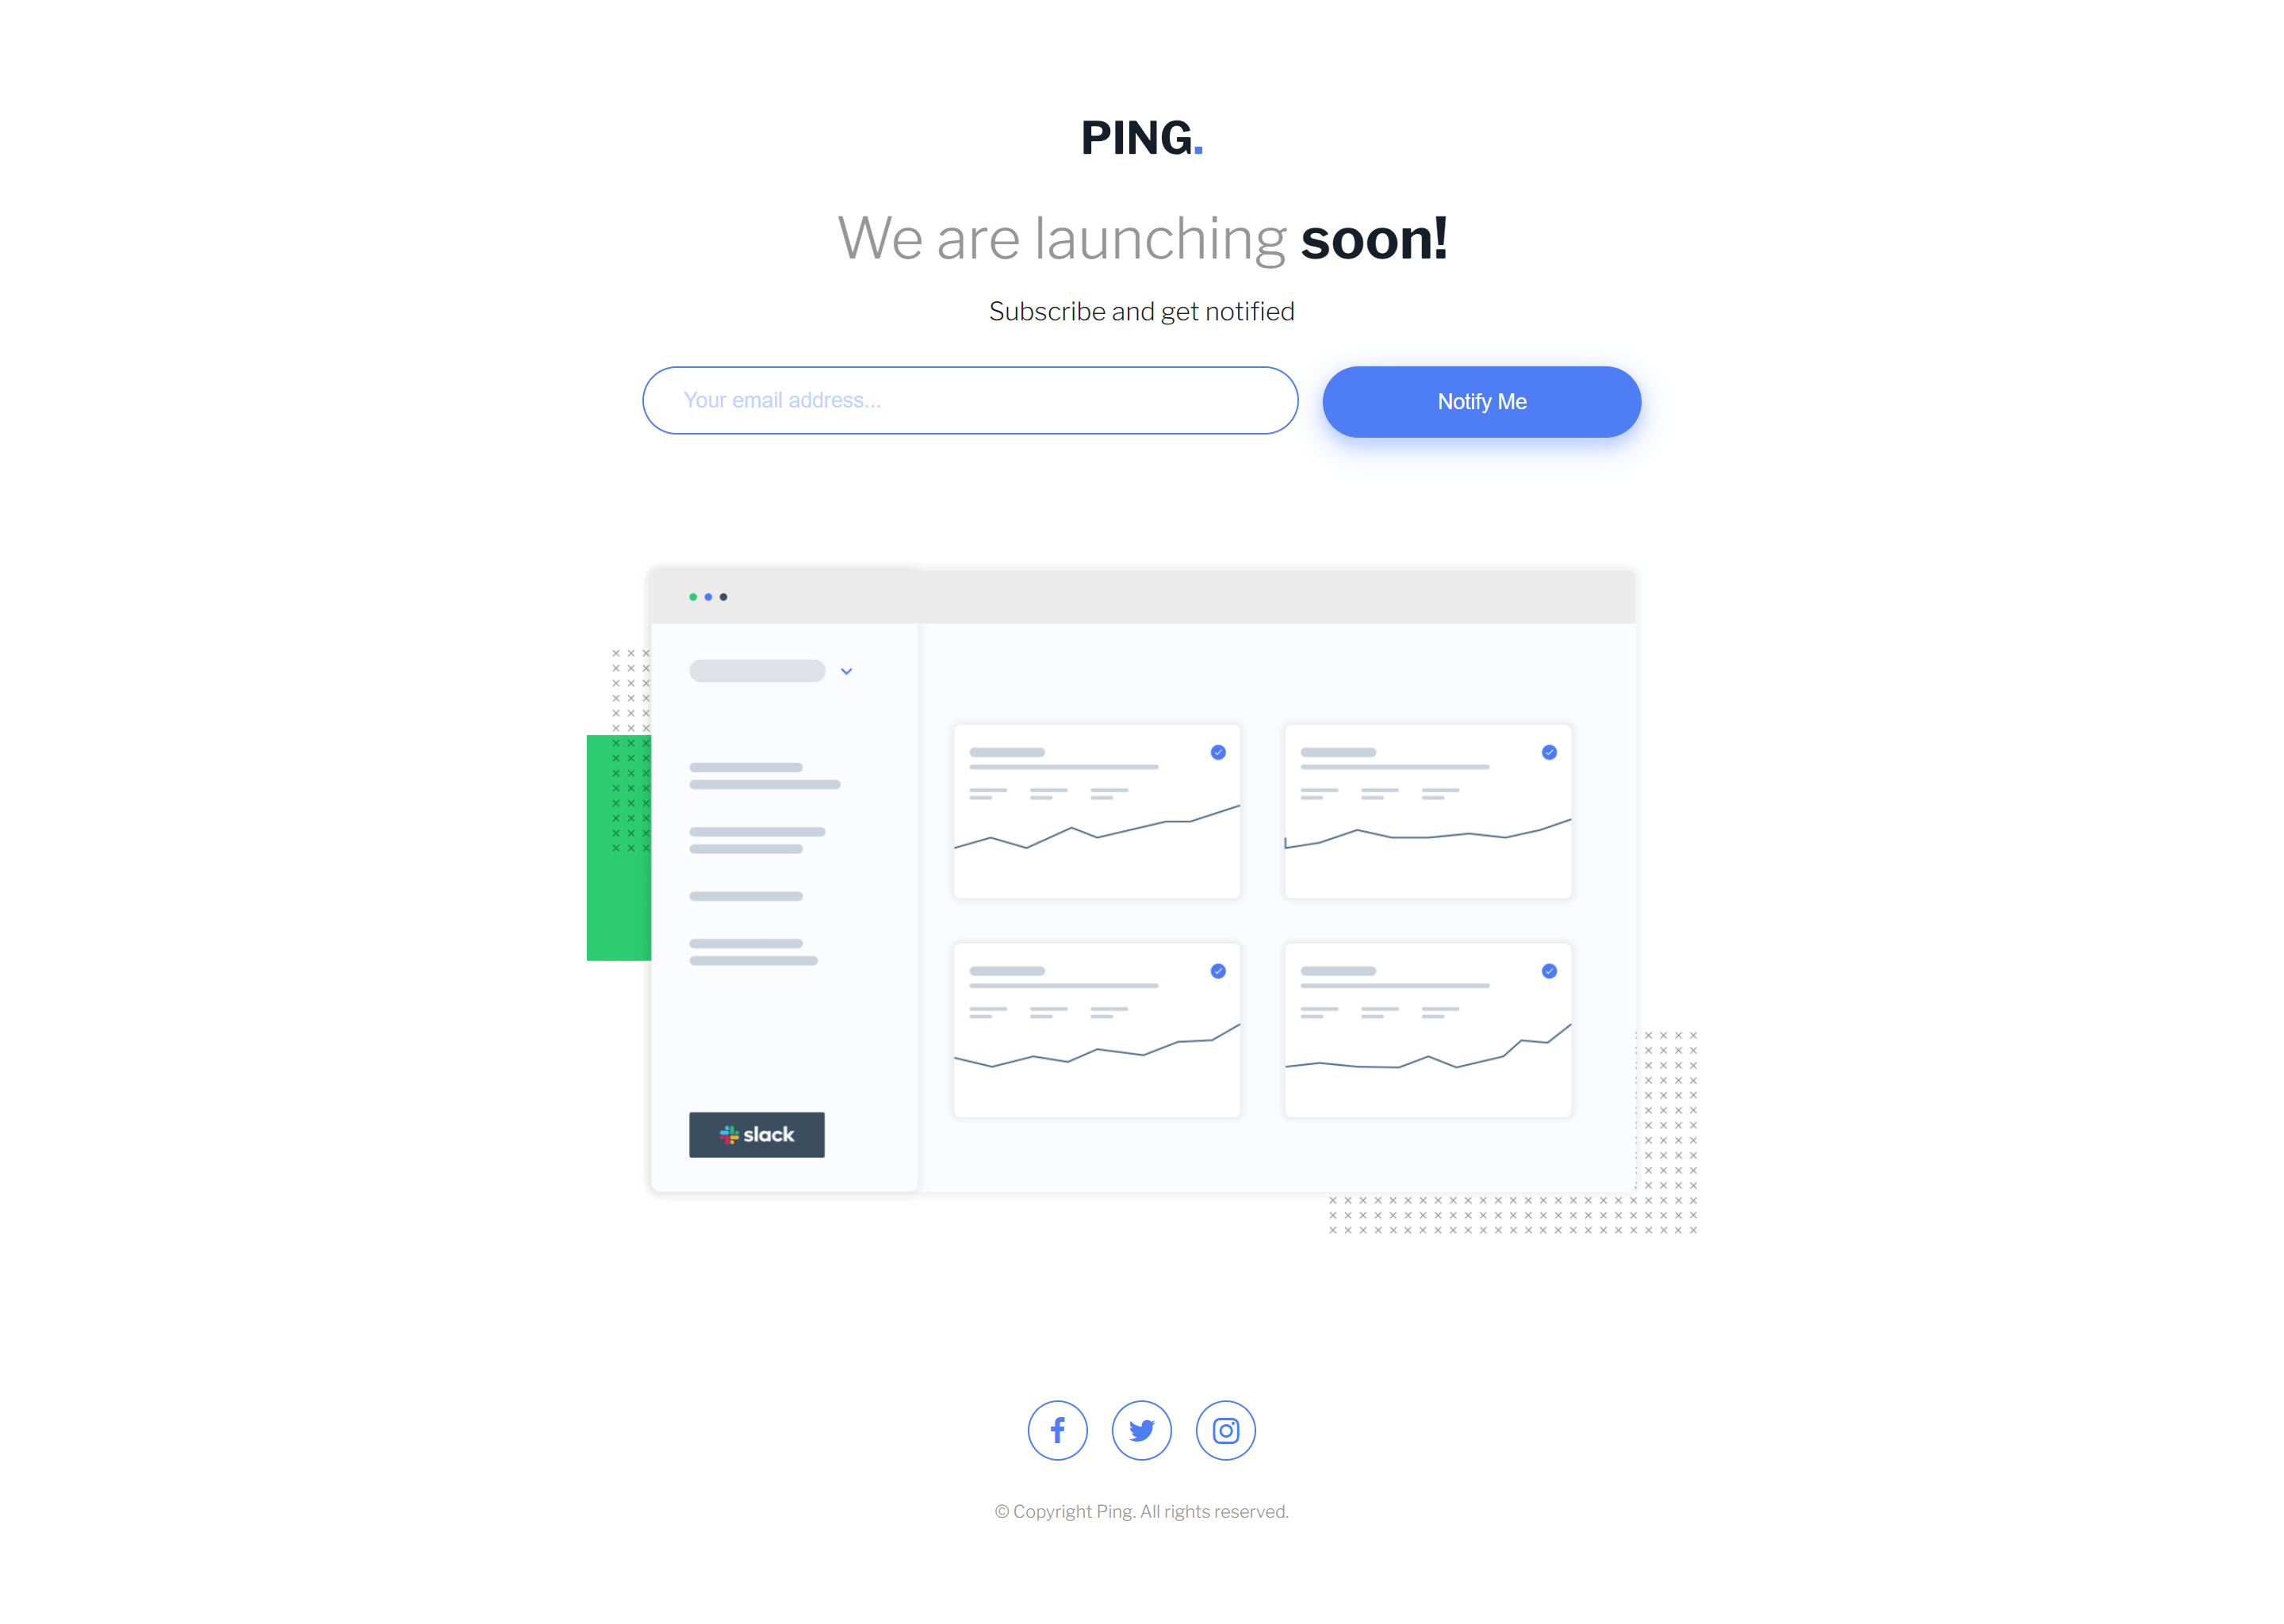 PING.
We are launching soon!
Subscribe and get notified
Your email address...
Notify Me
slack
© Copyright Ping. All rights reserved.